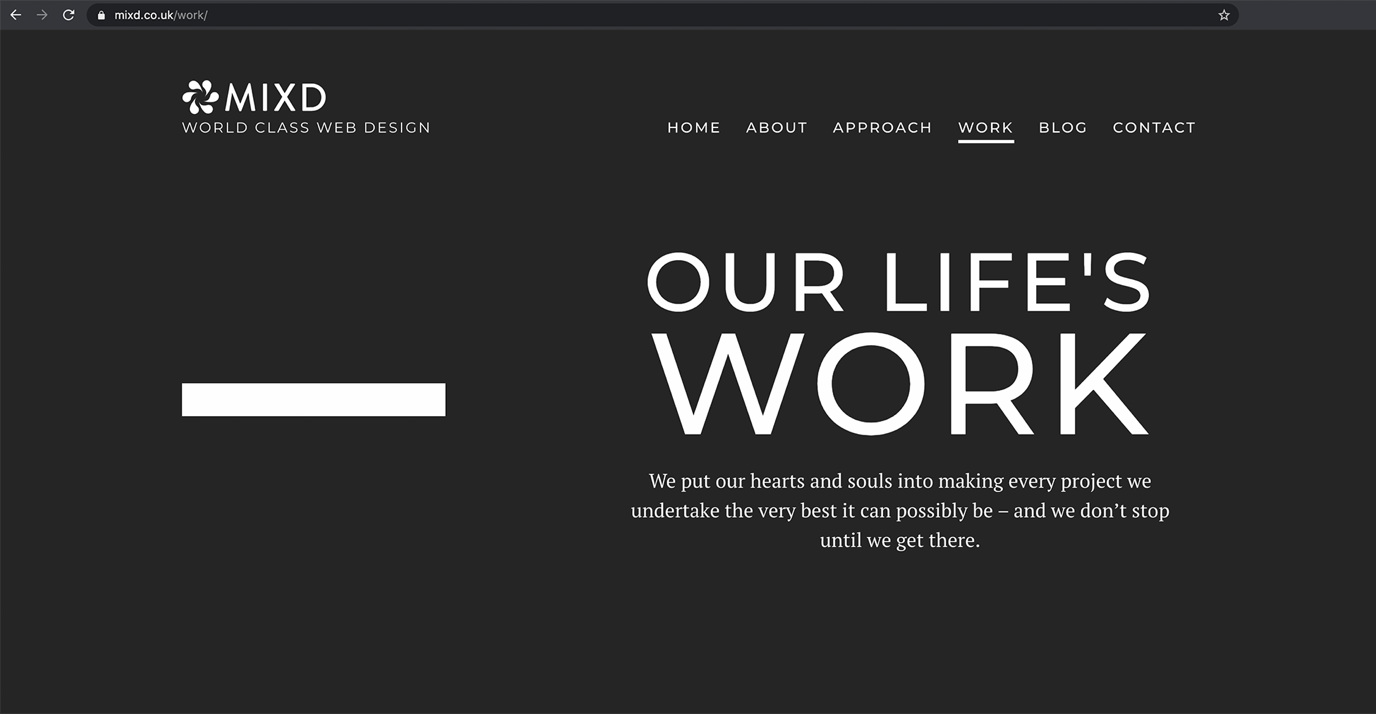 mixd.co.uk/work/
MIXD
WORLD CLASS WEB DESIGN
HOME ABOUT APPROACH WORK BLOG CONTACT
OUR LIFE'S
WORK
We put our hearts and souls into making every project we
undertake the very best it can possibly be – and we don’t stop
until we get there.